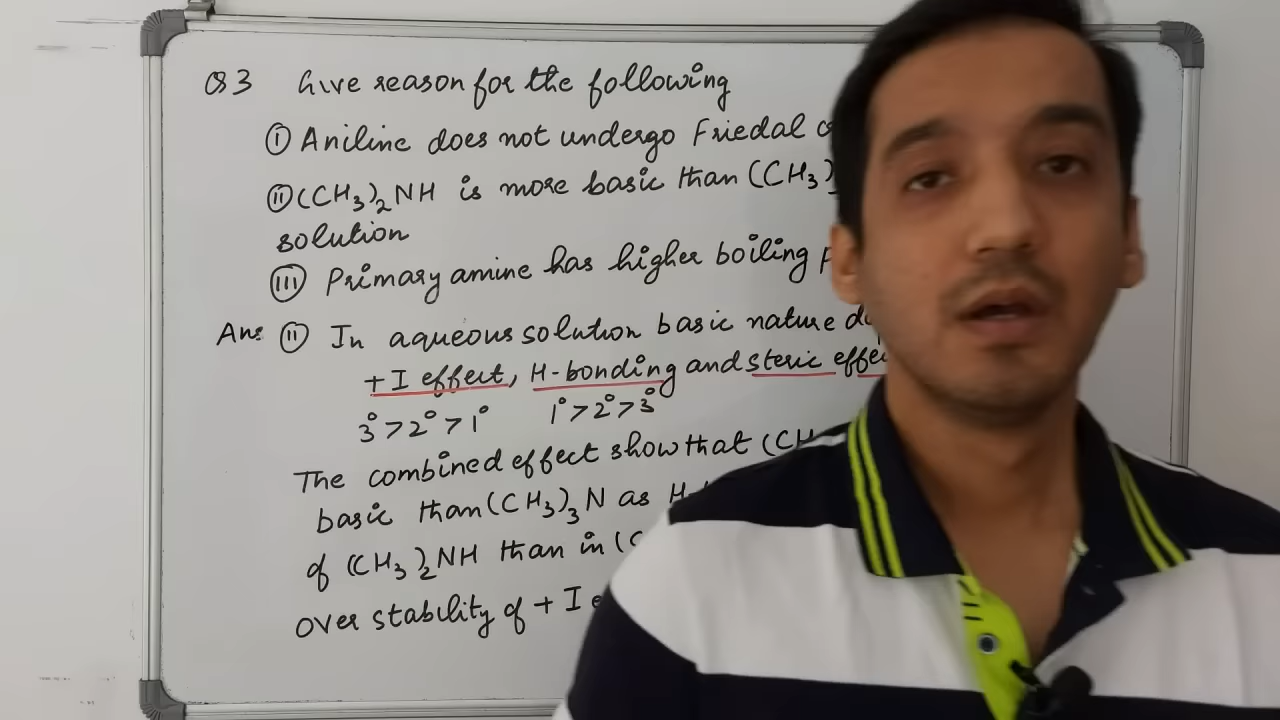 Q3 Give reason for the following
(I) Aniline does not undergo Friedal
(II) (CH₃)₂NH is more basic than (CH₃)
solution
(III) Primary amine has higher boiling
Ans (II) In aqueous solution basic nature
+I effect, H-bonding and steric effe
3° > 2° > 1° 1° > 2° > 3°
The combined effect show that (CH
basic than (CH₃)₃N as H-
of (CH₃)₂NH than in (C
over stability of +I e